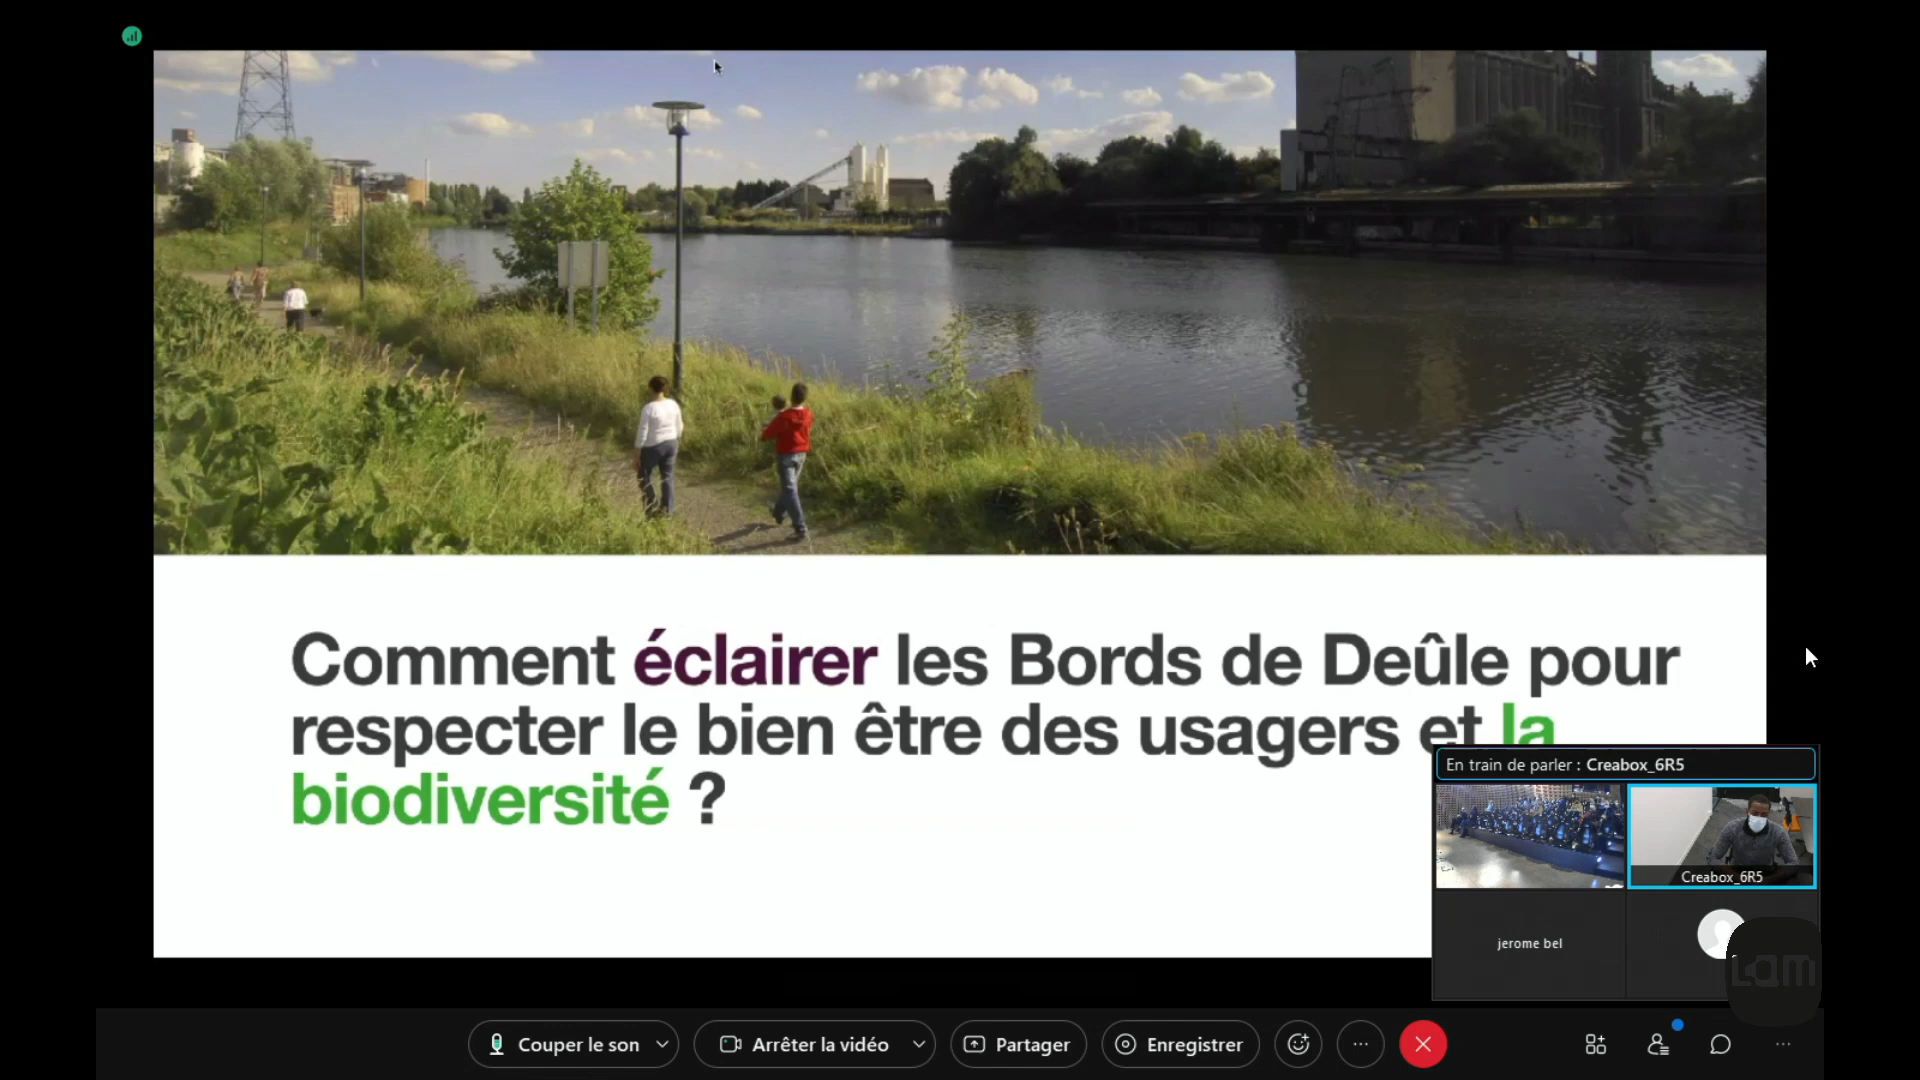 Comment éclairer les Bords de Deûle pour
respecter le bien être des usagers et la
biodiversité ?
En train de parler : Creabox_6R5
Creabox_6R5
jerome bel
Lam
Couper le son
Arrêter la vidéo
Partager
Enregistrer